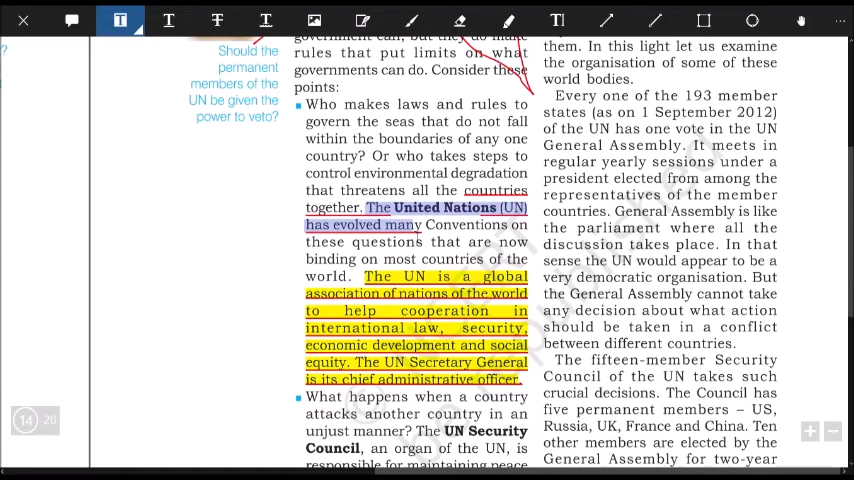 ?
Should the
permanent
members of the
UN be given the
power to veto?
government can, but they do make
rules that put limits on what
governments can do. Consider these
points:
Who makes laws and rules to
govern the seas that do not fall
within the boundaries of any one
country? Or who takes steps to
control environmental degradation
that threatens all the countries
together. The United Nations (UN)
has evolved many Conventions on
these questions that are now
binding on most countries of the
world. The UN is a global
association of nations of the world
to help cooperation in
international law, security,
economic development and social
equity. The UN Secretary General
is its chief administrative officer.
What happens when a country
attacks another country in an
unjust manner? The UN Security
Council, an organ of the UN, is
responsible for maintaining peace
them. In this light let us examine
the organisation of some of these
world bodies.
Every one of the 193 member
states (as on 1 September 2012)
of the UN has one vote in the UN
General Assembly. It meets in
regular yearly sessions under a
president elected from among the
representatives of the member
countries. General Assembly is like
the parliament where all the
discussion takes place. In that
sense the UN would appear to be a
very democratic organisation. But
the General Assembly cannot take
any decision about what action
should be taken in a conflict
between different countries.
The fifteen-member Security
Council of the UN takes such
crucial decisions. The Council has
five permanent members – US,
Russia, UK, France and China. Ten
other members are elected by the
General Assembly for two-year
14 20